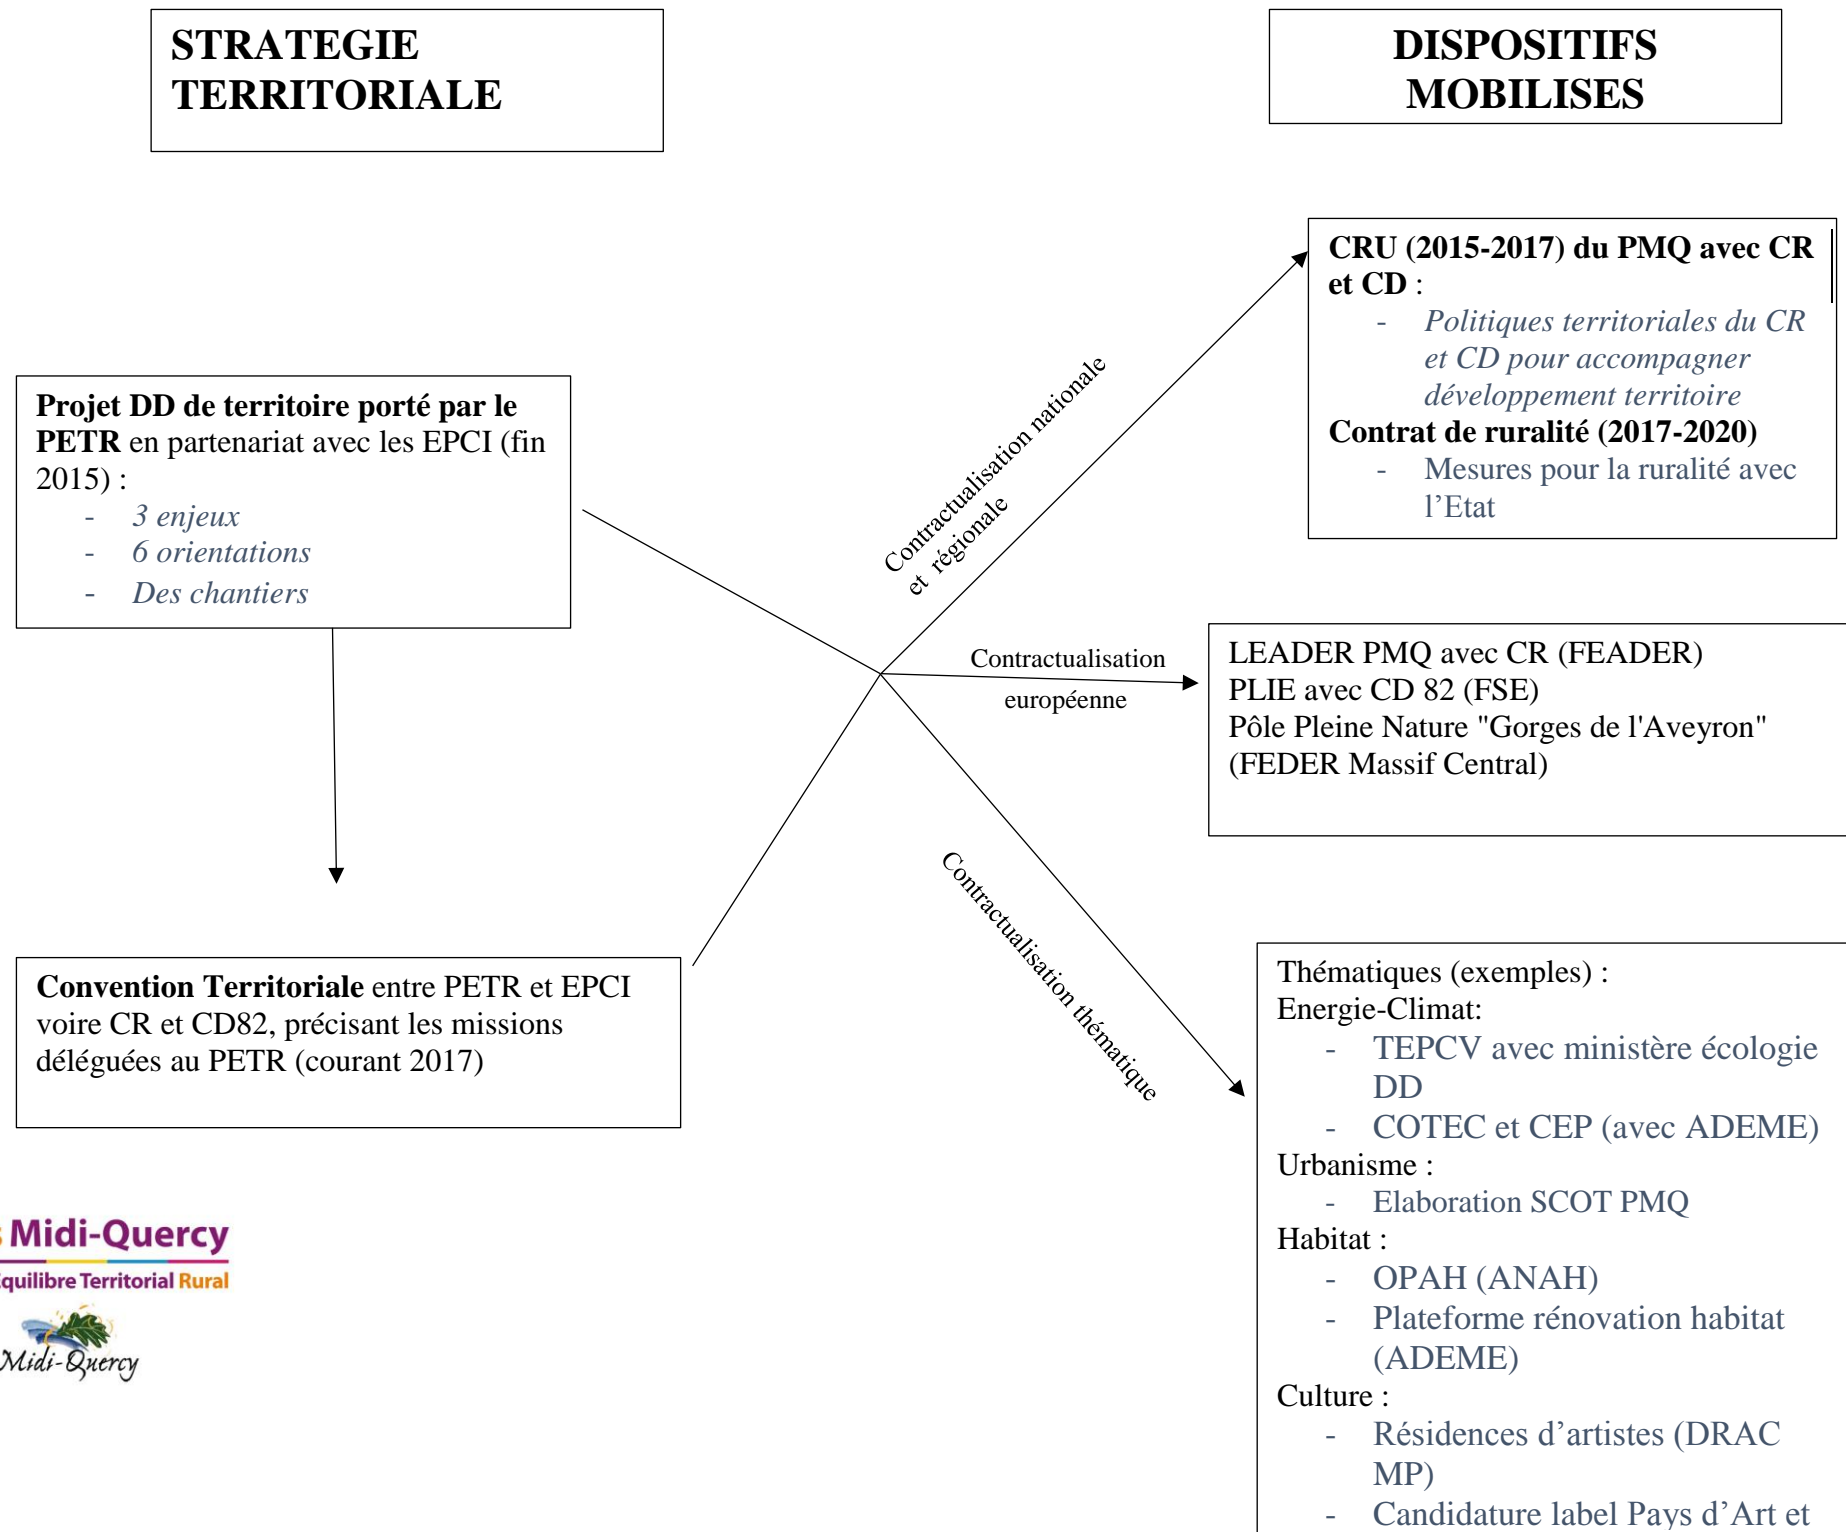 STRATEGIE
TERRITORIALE
DISPOSITIFS
MOBILISES
CRU (2015-2017) du PMQ avec CR
et CD :
- Politiques territoriales du CR
et CD pour accompagner
développement territoire
Contrat de ruralité (2017-2020)
- Mesures pour la ruralité avec
l’Etat
Projet DD de territoire porté par le
PETR en partenariat avec les EPCI (fin
2015) :
- 3 enjeux
- 6 orientations
- Des chantiers
Contractualisation nationale
et régionale
Contractualisation
européenne
LEADER PMQ avec CR (FEADER)
PLIE avec CD 82 (FSE)
Pôle Pleine Nature "Gorges de l'Aveyron"
(FEDER Massif Central)
Contractualisation thématique
Convention Territoriale entre PETR et EPCI
voire CR et CD82, précisant les missions
déléguées au PETR (courant 2017)
Thématiques (exemples) :
Energie-Climat:
- TEPCV avec ministère écologie
DD
- COTEC et CEP (avec ADEME)
Urbanisme :
- Elaboration SCOT PMQ
Habitat :
- OPAH (ANAH)
- Plateforme rénovation habitat
(ADEME)
Culture :
- Résidences d’artistes (DRAC
MP)
- Candidature label Pays d’Art et
s Midi-Quercy
Equilibre Territorial Rural
Midi-Quercy